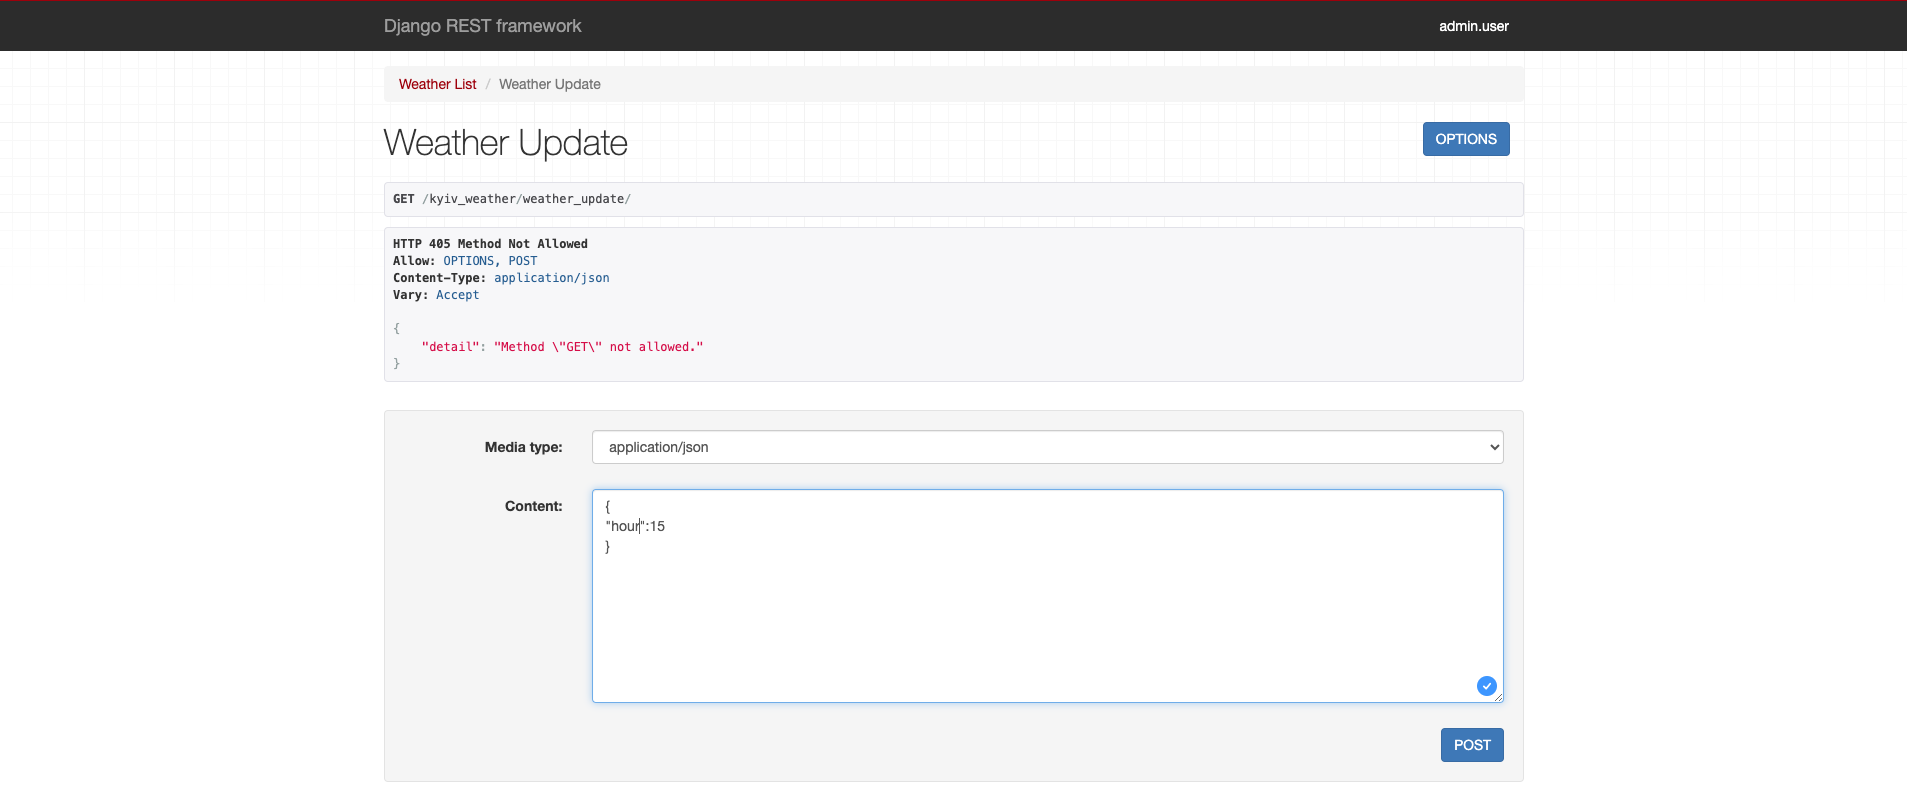 Django REST framework
admin.user
Weather List / Weather Update
Weather Update
OPTIONS
GET /kyiv_weather/weather_update/
HTTP 405 Method Not Allowed
Allow: OPTIONS, POST
Content-Type: application/json
Vary: Accept
{
    "detail": "Method \"GET\" not allowed."
}
Media type:
application/json
Content:
{
"hour":15
}
POST